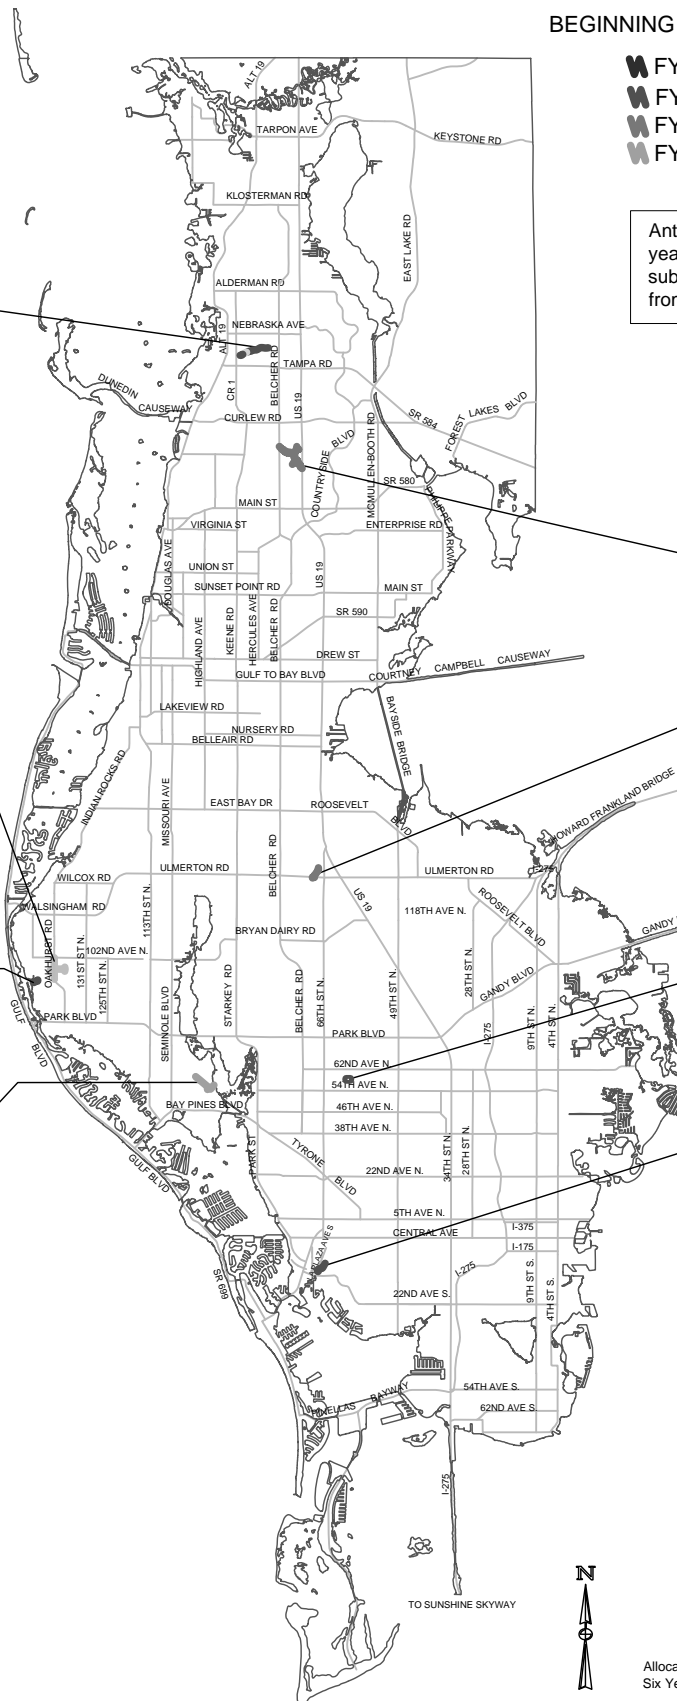 BEGINNING
FY
FY
FY
FY
Ant
yea
sub
fron
ALT 19
TARPON AVE
KEYSTONE RD
KLOSTERMAN RD
EAST LAKE RD
ALDERMAN RD
NEBRASKA AVE
ALT 19
BELCHER RD
TAMPA RD
DUNEDIN
CAUSEWAY
CR 1
US 19
CURLEW RD
SR 584
FOREST
LAKES BLVD
COUNTRYSIDE
BLVD
MCMULLEN-BOOTH RD
SR 580
PHILIPPE PARKWAY
MAIN ST
VIRGINIA ST
ENTERPRISE RD
DOUGLAS AVE
UNION ST
US 19
SUNSET POINT RD
MAIN ST
HIGHLAND AVE
KEENE RD
HERCULES AVE
BELCHER RD
SR 590
DREW ST
GULF TO BAY BLVD
COURTNEY
CAMPBELL
CAUSEWAY
LAKEVIEW RD
NURSERY RD
BELLEAIR RD
BAYSIDE BRIDGE
INDIAN ROCKS RD
MISSOURI AVE
EAST BAY DR
ROOSEVELT
BLVD
HOWARD FRANKLAND BRIDGE
BELCHER RD
ULMERTON RD
ULMERTON RD
I-275
WILCOX RD
WALSINGHAM RD
113TH ST N.
US 19
118TH AVE N.
ROOSEVELT BLVD
OAKHURST RD
131ST ST N.
125TH ST N.
102ND AVE N.
BRYAN DAIRY RD
GANDY
28TH ST N.
GANDY BLVD
STARKEY RD
BELCHER RD
66TH ST N.
49TH ST N.
SEMINOLE BLVD
GULF
BLVD
PARK BLVD
PARK BLVD
I-275
9TH ST N.
4TH ST N.
62ND AVE N
54TH AVE N.
BAY PINES BLVD
46TH AVE N.
38TH AVE N.
TYRONE
BLVD
PARK ST
GULF BLVD
22ND AVE N.
34TH ST N.
28TH ST N.
5TH AVE N.
CENTRAL AVE
I-375
I-175
I-275
SR 699
22ND AVE S.
9TH ST S.
4TH ST S.
54TH AVE S.
PINELLAS
BAYWAY
62ND AVE S.
I-275
TO SUNSHINE SKYWAY
N
Alloca
Six Ye